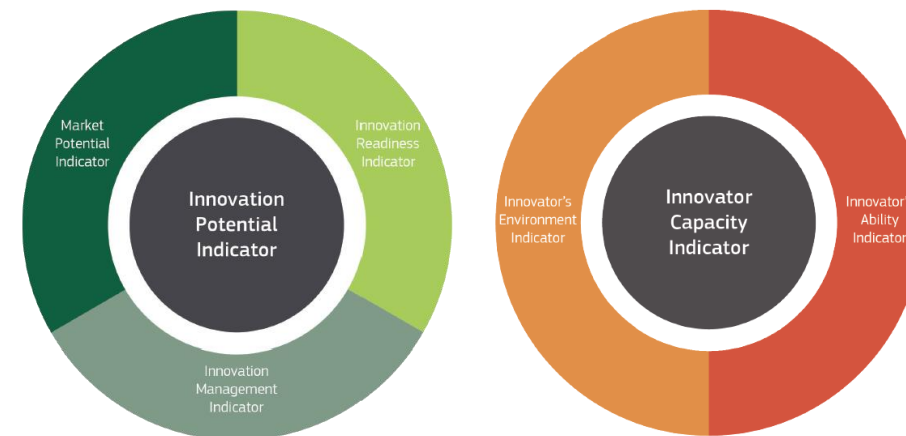 Market
Potential
Indicator
Innovation
Readiness
Indicator
Innovation
Potential
Indicator
Innovation
Management
Indicator
Innovator's
Environment
Indicator
Innovator
Capacity
Indicator
Innovator'
Ability
Indicator